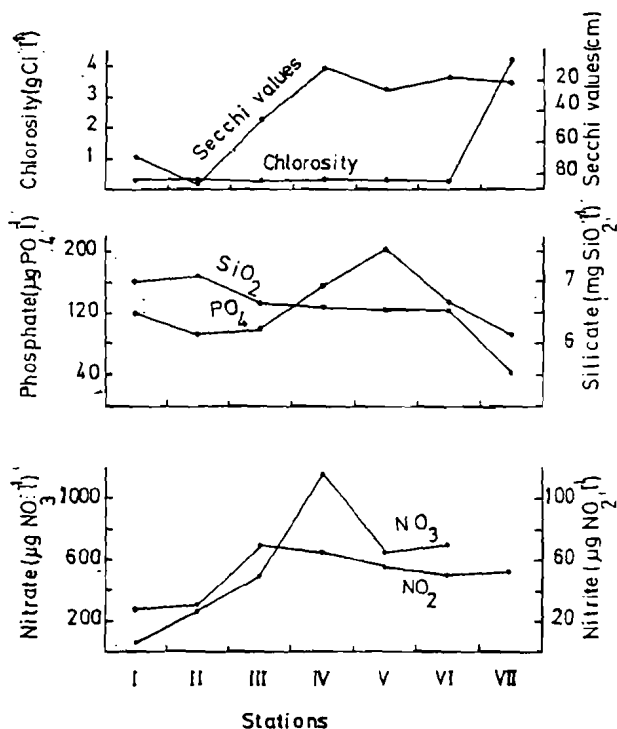 Chlorosity (gCl l⁻¹)
4
3
2
1
Secchi values
Chlorosity
20
40
60
80
Secchi values (cm)
Phosphate (µg PO₄ l⁻¹)
200
120
40
SiO₂
PO₄
7
6
Silicate (mg SiO₂ l⁻¹)
Nitrate (µg NO₃ l⁻¹)
1000
600
200
NO₃
NO₂
100
60
20
Nitrite (µg NO₂ l⁻¹)
I II III IV V VI VII
Stations